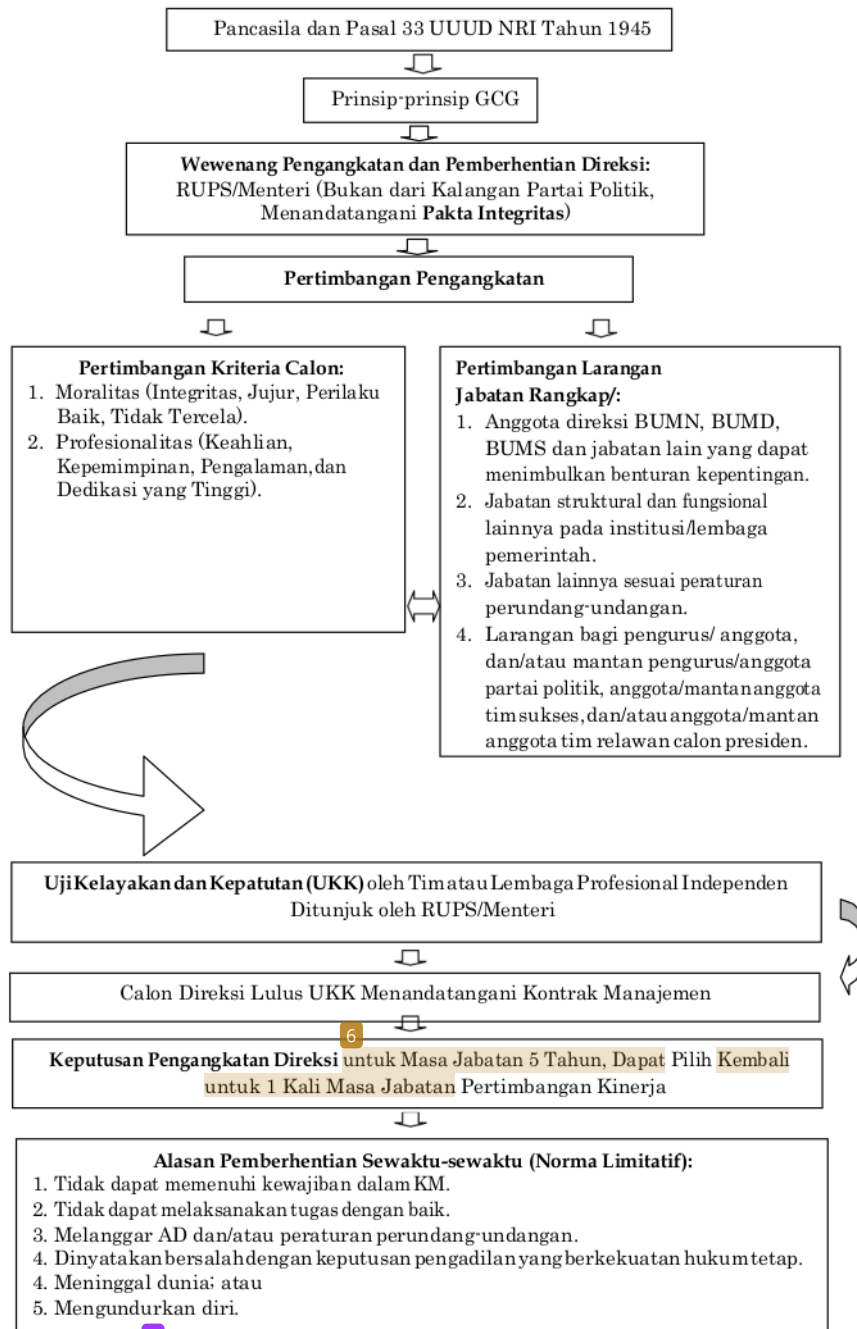 Pancasila dan Pasal 33 UUUD NRI Tahun 1945
Prinsip-prinsip GCG
Wewenang Pengangkatan dan Pemberhentian Direksi:
RUPS/Menteri (Bukan dari Kalangan Partai Politik,
Menandatangani Pakta Integritas)
Pertimbangan Pengangkatan
Pertimbangan Kriteria Calon:
1. Moralitas (Integritas, Jujur, Perilaku
Baik, Tidak Tercela).
2. Profesionalitas (Keahlian,
Kepemimpinan, Pengalaman, dan
Dedikasi yang Tinggi).
Pertimbangan Larangan
Jabatan Rangkap/:
1. Anggota direksi BUMN, BUMD,
BUMS dan jabatan lain yang dapat
menimbulkan benturan kepentingan.
2. Jabatan struktural dan fungsional
lainnya pada institusi/lembaga
pemerintah.
3. Jabatan lainnya sesuai peraturan
perundang-undangan.
4. Larangan bagi pengurus/ anggota,
dan/atau mantan pengurus/anggota
partai politik, anggota/mantan anggota
tim sukses, dan/atau anggota/mantan
anggota tim relawan calon presiden.
Uji Kelayakan dan Kepatutan (UKK) oleh Tim atau Lembaga Profesional Independen
Ditunjuk oleh RUPS/Menteri
Calon Direksi Lulus UKK Menandatangani Kontrak Manajemen
6
Keputusan Pengangkatan Direksi untuk Masa Jabatan 5 Tahun, Dapat Pilih Kembali
untuk 1 Kali Masa Jabatan Pertimbangan Kinerja
Alasan Pemberhentian Sewaktu-sewaktu (Norma Limitatif):
1. Tidak dapat memenuhi kewajiban dalam KM.
2. Tidak dapat melaksanakan tugas dengan baik.
3. Melanggar AD dan/atau peraturan perundang-undangan.
4. Dinyatakan bersalah dengan keputusan pengadilan yang berkekuatan hukum tetap.
4. Meninggal dunia; atau
5. Mengundurkan diri.